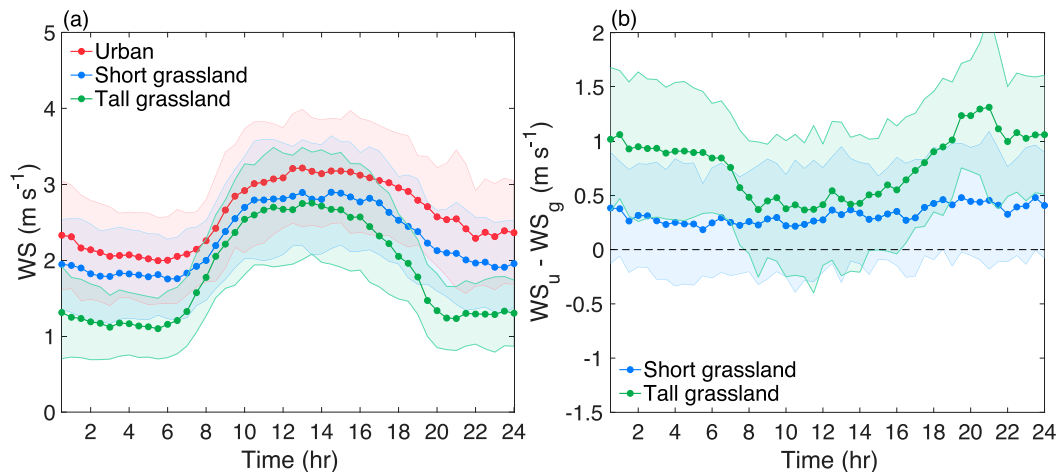 (a)
5
4
3
2
1
0
WS (m s⁻¹)
Urban
Short grassland
Tall grassland
2 4 6 8 10 12 14 16 18 20 22 24
Time (hr)
(b)
2
1.5
1
0.5
0
-0.5
-1
-1.5
WSᵤ - WS_g (m s⁻¹)
Short grassland
Tall grassland
2 4 6 8 10 12 14 16 18 20 22 24
Time (hr)